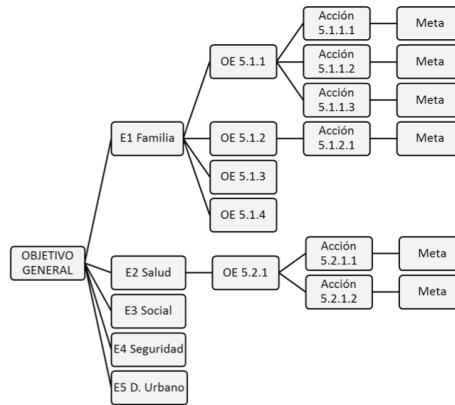 Acción
5.1.1.1
Meta
OE 5.1.1
Acción
5.1.1.2
Meta
Acción
5.1.1.3
Meta
E1 Familia
OE 5.1.2
Acción
5.1.2.1
Meta
OE 5.1.3
OE 5.1.4
OBJETIVO
GENERAL
E2 Salud
OE 5.2.1
Acción
5.2.1.1
Meta
Acción
5.2.1.2
Meta
E3 Social
E4 Seguridad
E5 D. Urbano